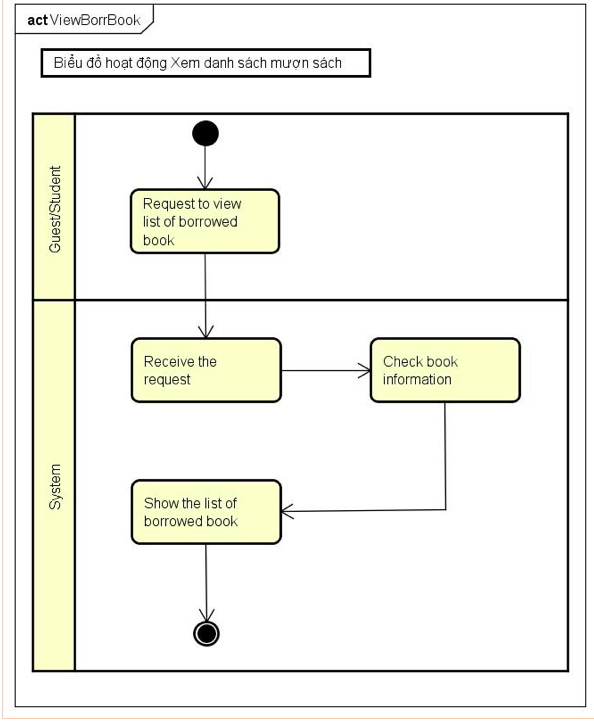 act ViewBorrBook
Biểu đồ hoạt động Xem danh sách mượn sách
Guest/Student
Request to view
list of borrowed
book
System
Receive the
request
Check book
information
Show the list of
borrowed book